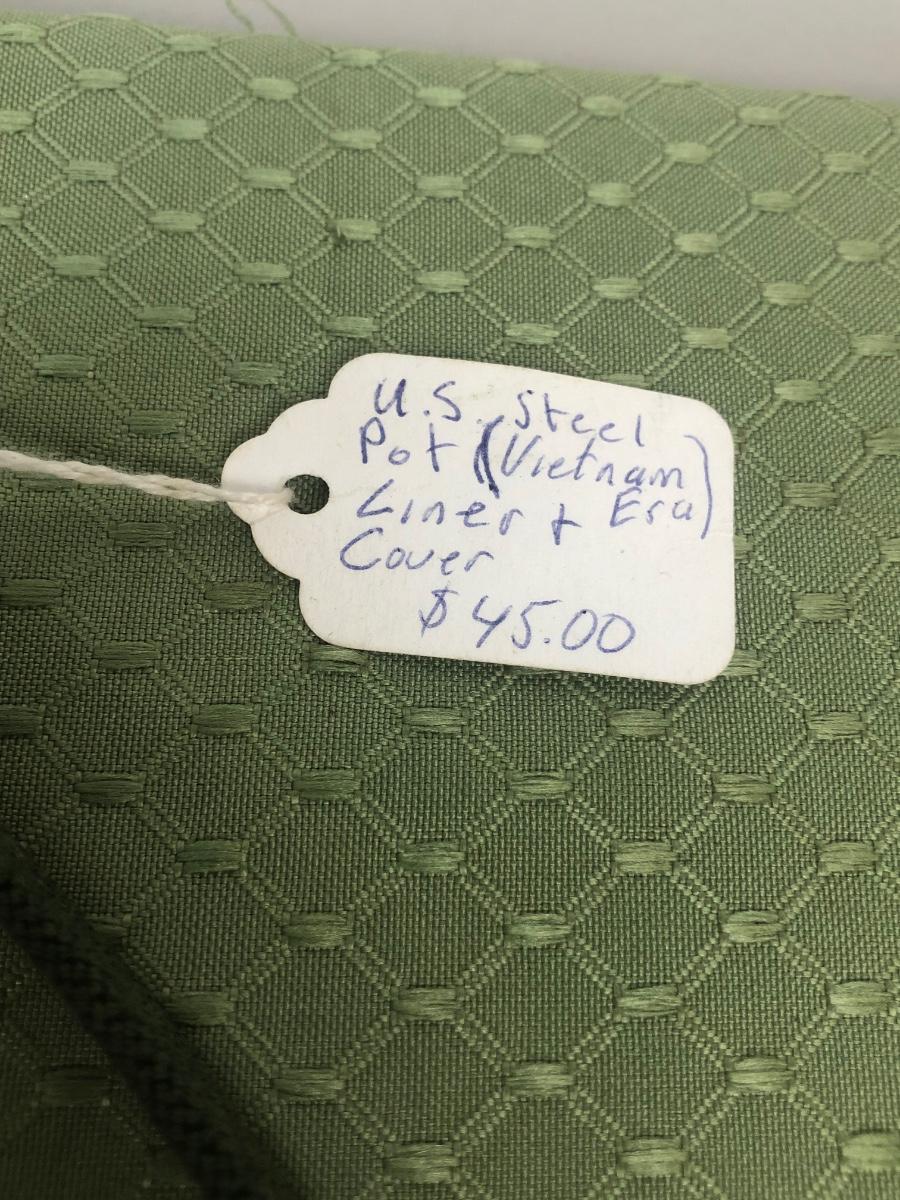 U.S. Steel
Pot (Vietnam
Liner + Era)
Cover
$45.00